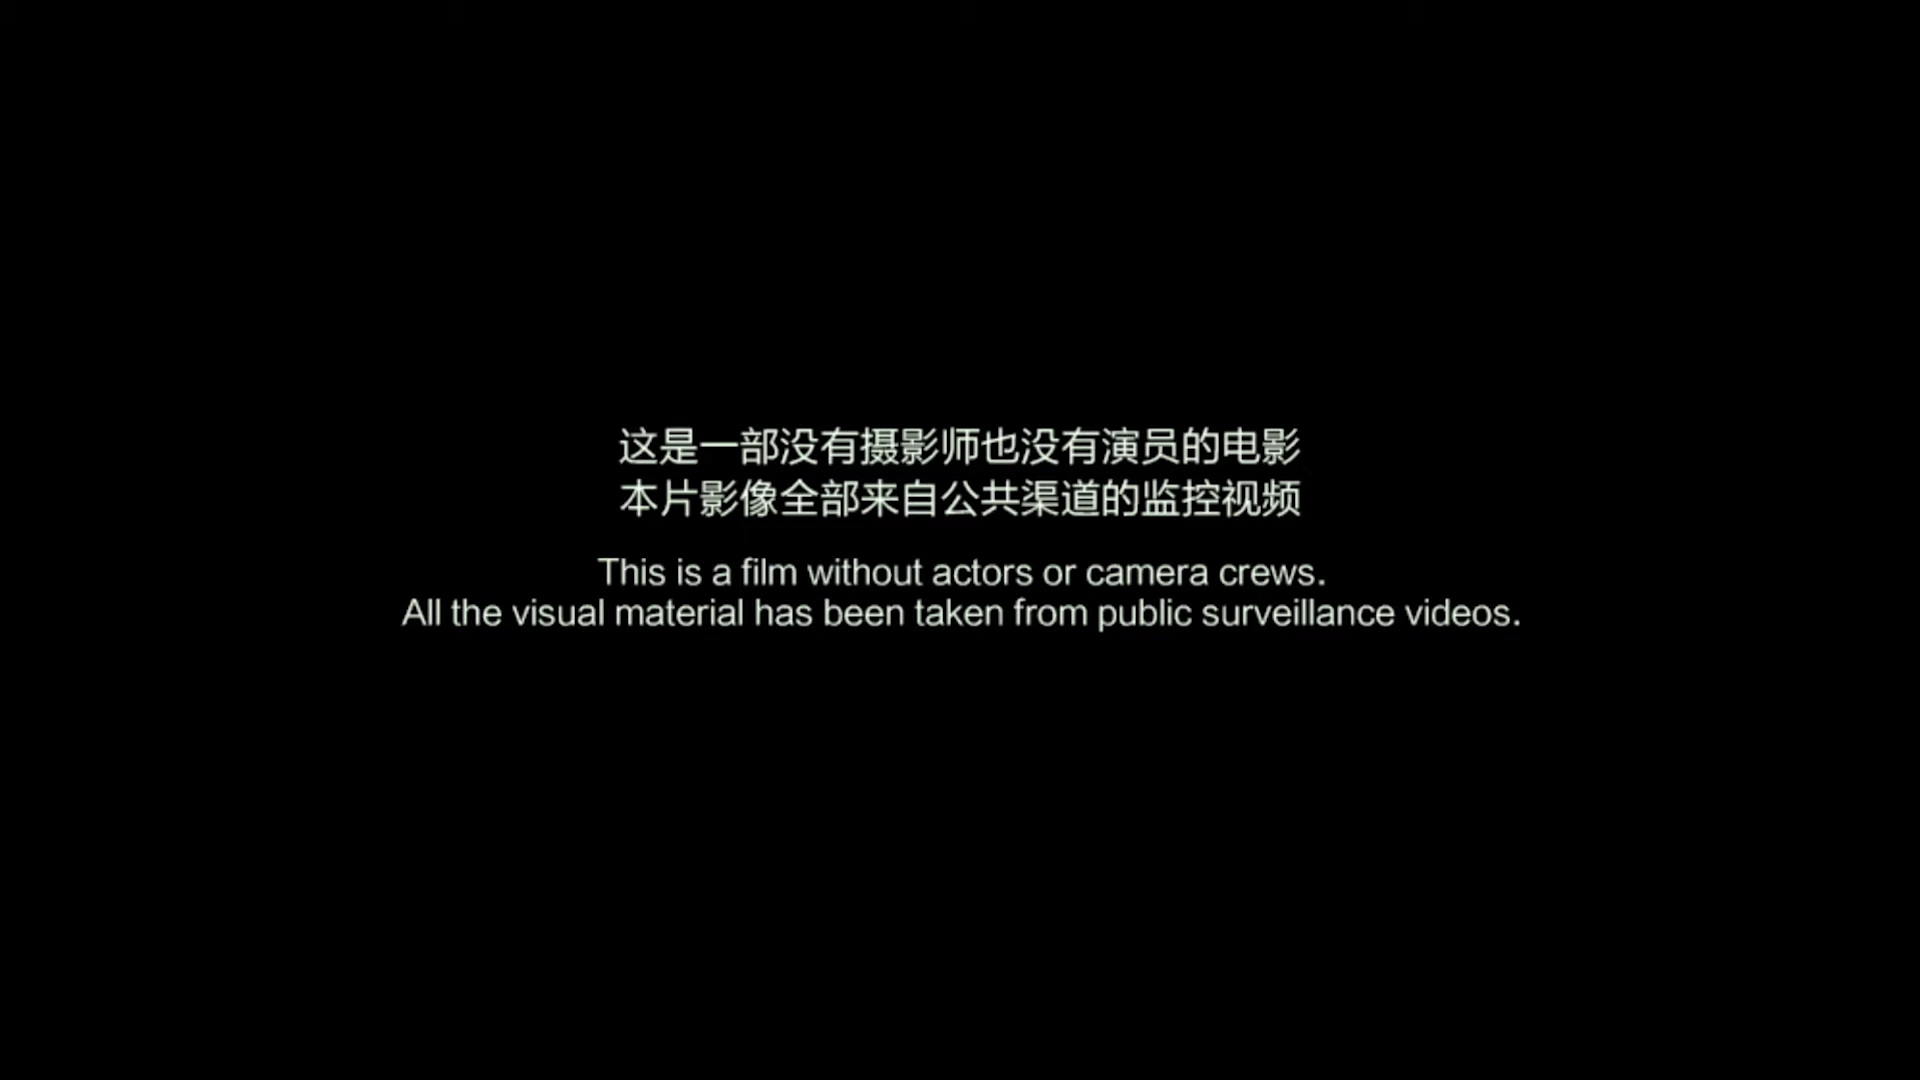 这是一部没有摄影师也没有演员的电影
本片影像全部来自公共渠道的监控视频
This is a film without actors or camera crews.
All the visual material has been taken from public surveillance videos.